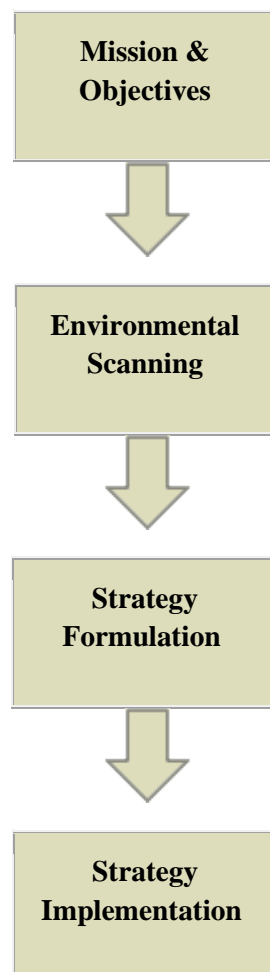 Mission &
Objectives
Environmental
Scanning
Strategy
Formulation
Strategy
Implementation